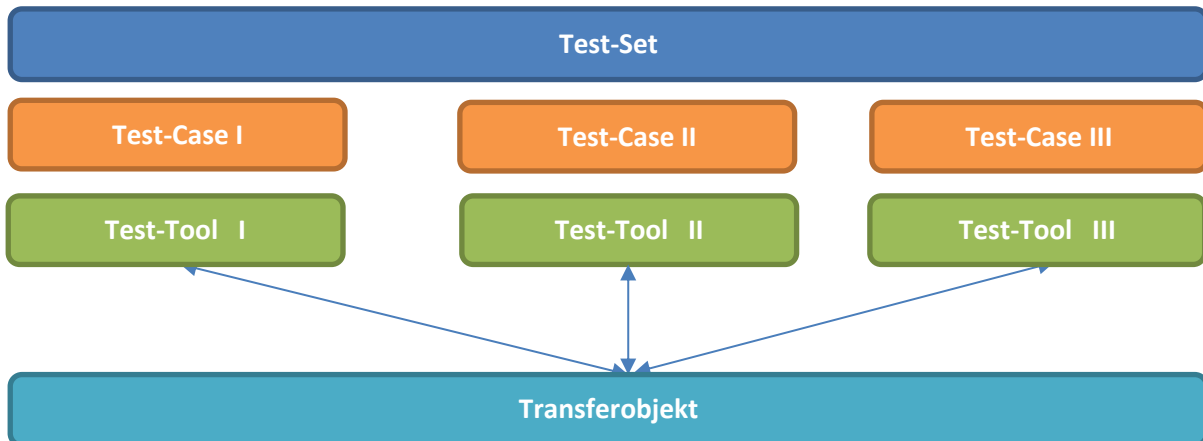 Test-Set
Test-Case I
Test-Case II
Test-Case III
Test-Tool I
Test-Tool II
Test-Tool III
Transferobjekt